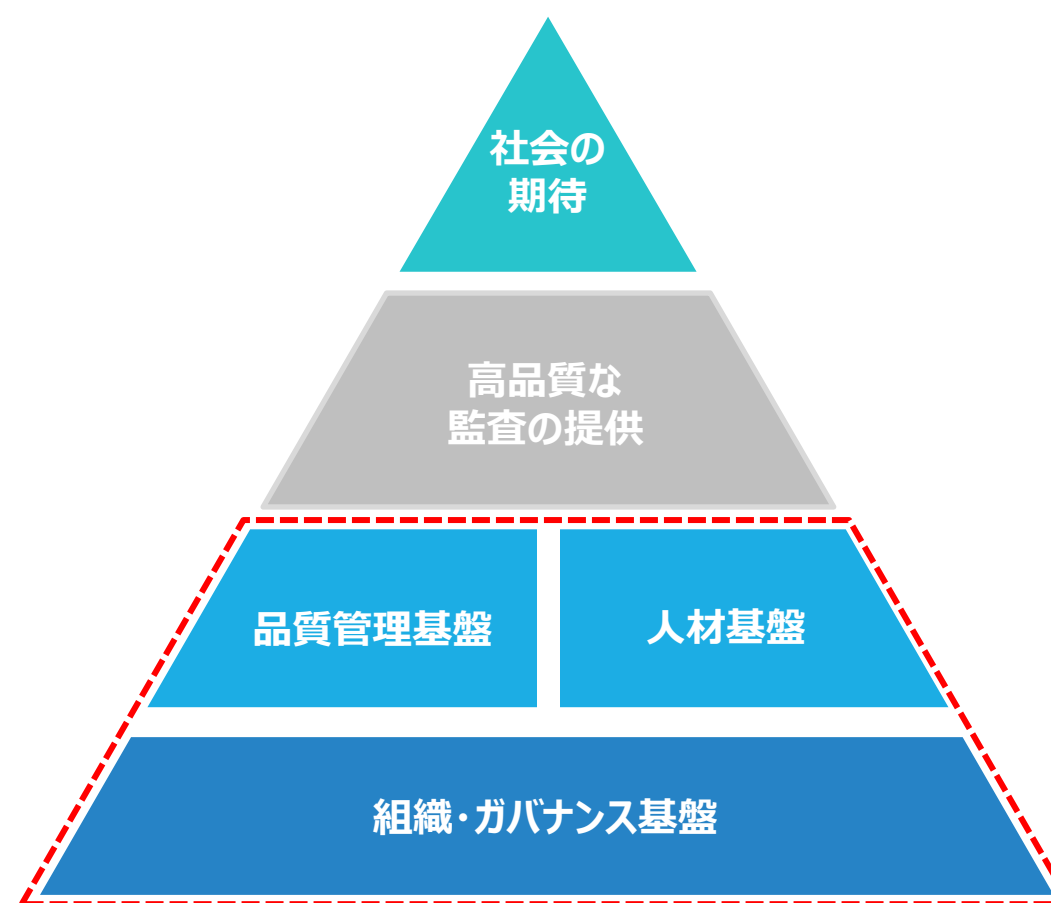 社会の
期待
高品質な
監査の提供
品質管理基盤
人材基盤
組織・ガバナンス基盤